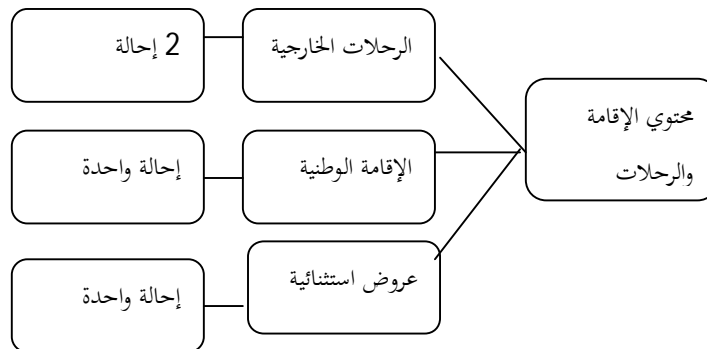 محتوي الإقامة
والرحلات
الرحلات الخارجية
2 إحالة
الإقامة الوطنية
إحالة واحدة
عروض استثنائية
إحالة واحدة